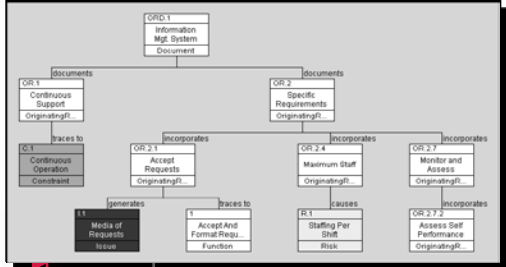 ORD.1
Information
Mgt. System
Document
documents
documents
OR.1
Continuous
Support
OriginatingR...
OR.2
Specific
Requirements
OriginatingR...
traces to
incorporates
incorporates
incorporates
C.1
Continuous
Operation
Constraint
OR.2.1
Accept
Requests
OriginatingR...
OR.2.4
Maximum Staff
OriginatingR...
OR.2.7
Monitor and
Assess
OriginatingR...
generates
traces to
causes
incorporates
I.1
Media of
Requests
Issue
1
Accept And
Format Requ...
Function
R.1
Staffing Per
Shift
Risk
OR.2.7.2
Assess Self
Performance
OriginatingR...